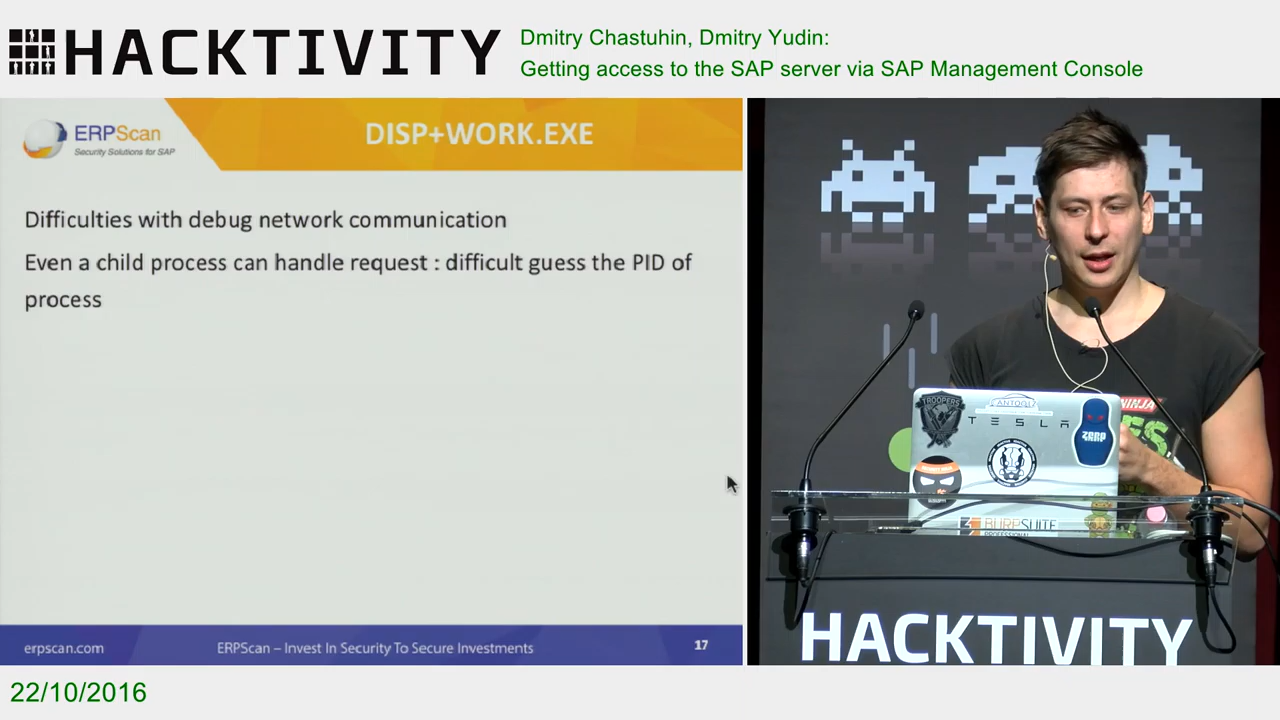 HACKTIVITY
Dmitry Chastuhin, Dmitry Yudin:
Getting access to the SAP server via SAP Management Console
ERPScan
Security Solutions for SAP
DISP+WORK.EXE
Difficulties with debug network communication
Even a child process can handle request : difficult guess the PID of
process
erpscan.com
ERPScan – Invest In Security To Secure Investments
17
TROOPERS
TESLA
NINJA
BURPSUITE
PROFESSIONAL
HACKTIVITY
22/10/2016